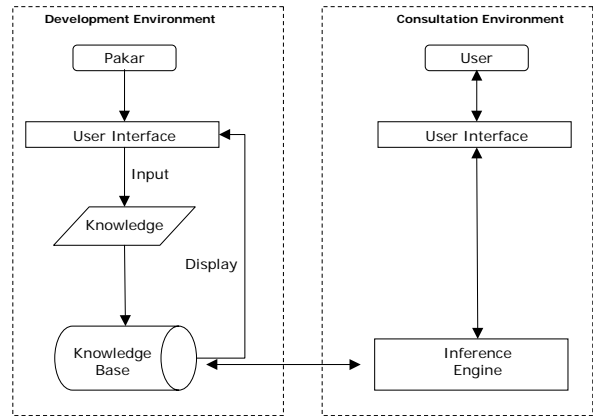 Development Environment
Pakar
User Interface
Input
Knowledge
Display
Knowledge
Base
Consultation Environment
User
User Interface
Inference
Engine